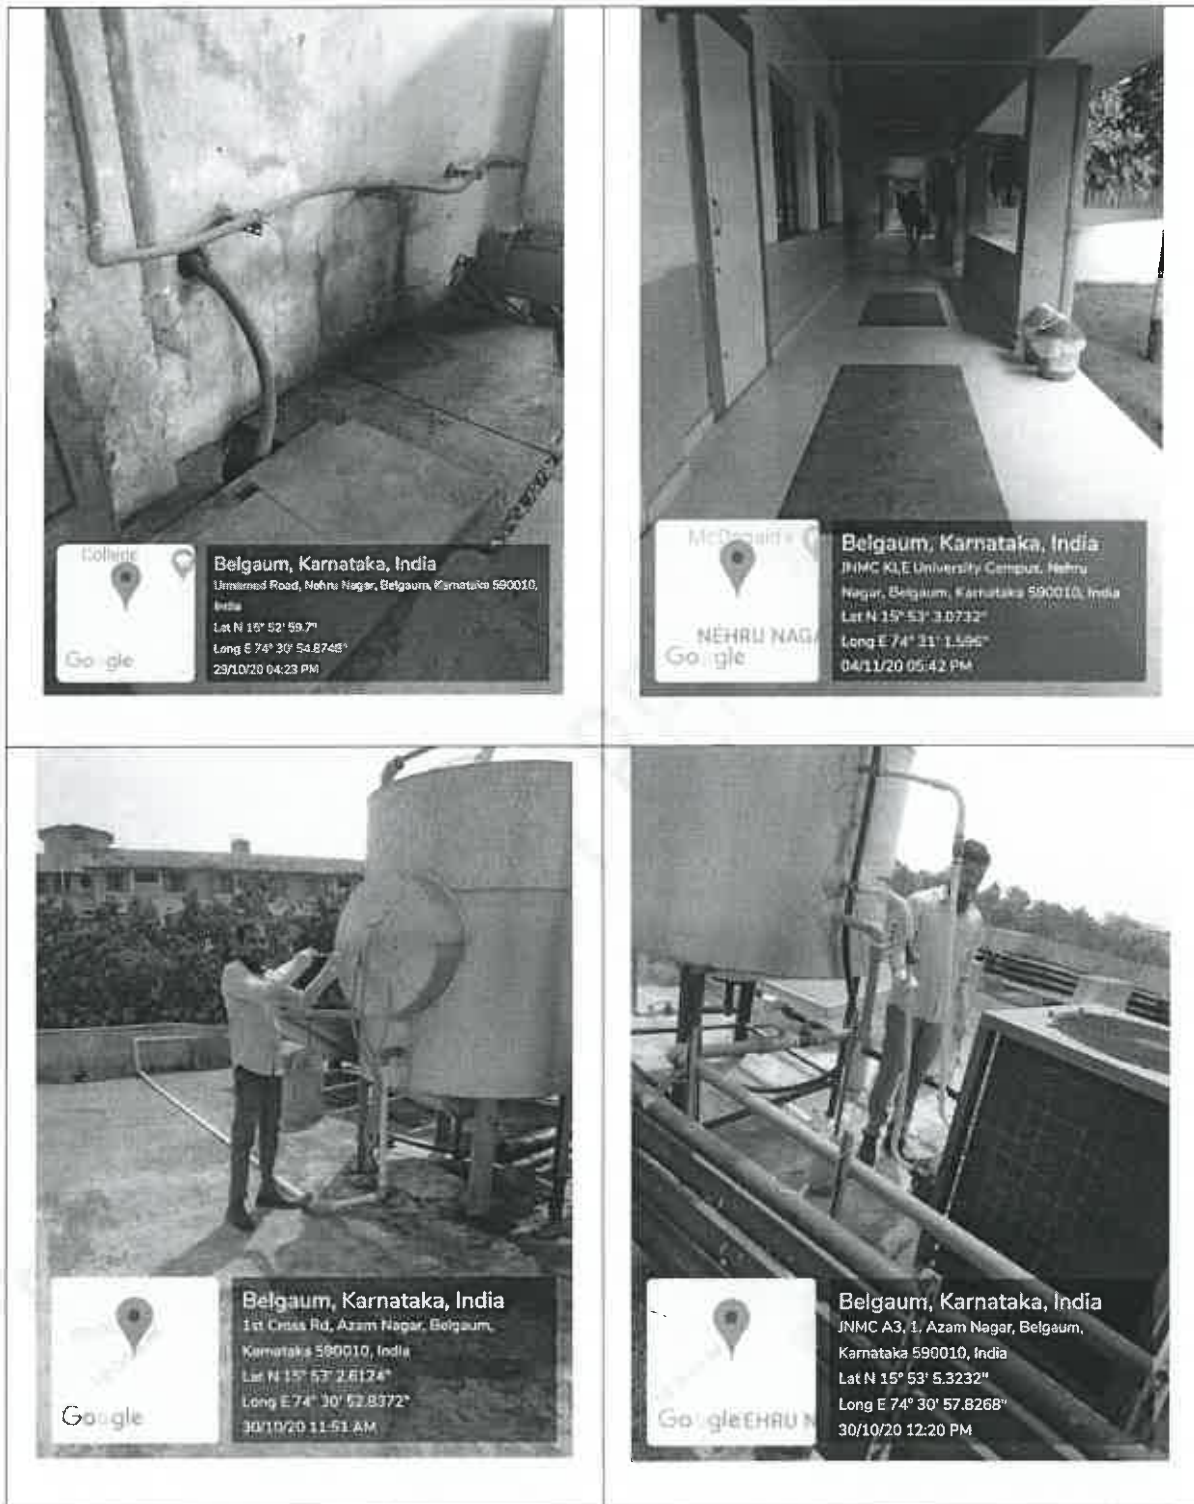 College
Google
Belgaum, Karnataka, India
Unnamed Road, Nehru Nagar, Belgaum, Karnataka 590010,
India
Lat N 15° 52' 59.7"
Long E 74° 30' 54.8748"
29/10/20 04:23 PM
McDonald's
NEHRU NAGA
Google
Belgaum, Karnataka, India
JNMC KLE University Campus, Nehru
Nagar, Belgaum, Karnataka 590010, India
Lat N 15° 53' 3.0732"
Long E 74° 31' 1.596"
04/11/20 05:42 PM
Google
Belgaum, Karnataka, India
1st Cross Rd, Azam Nagar, Belgaum,
Karnataka 590010, India
Lat N 15° 53' 2.6124"
Long E 74° 30' 52.8372"
30/10/20 11:51 AM
Google EHRU N
Belgaum, Karnataka, India
JNMC A3, 1, Azam Nagar, Belgaum,
Karnataka 590010, India
Lat N 15° 53' 5.3232"
Long E 74° 30' 57.8268"
30/10/20 12:20 PM